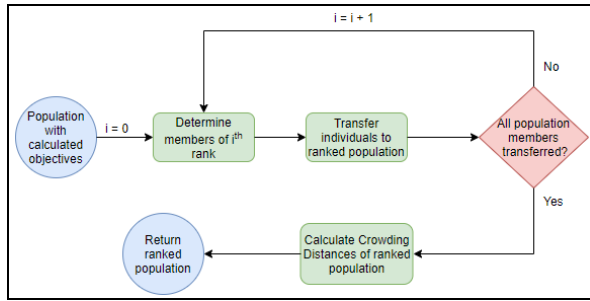 i = i + 1
No
Population
with
calculated
objectives
i = 0
Determine
members of iᵗʰ
rank
Transfer
individuals to
ranked population
All population
members
transferred?
Yes
Return
ranked
population
Calculate Crowding
Distances of ranked
population